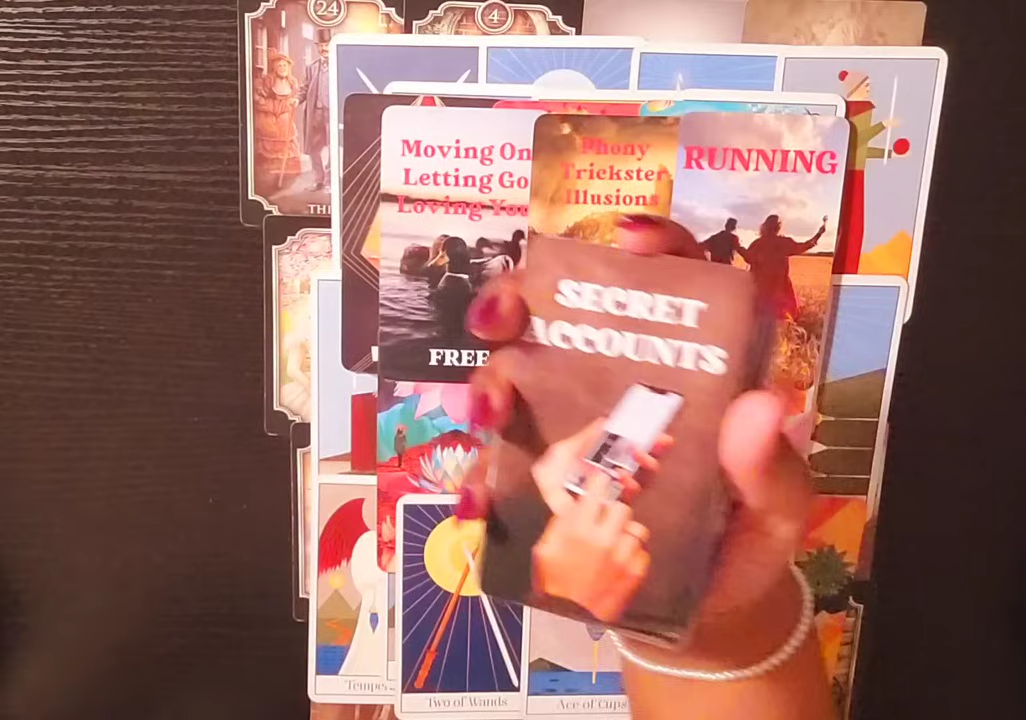 24
4
Moving On
Letting Go
Loving You
FREE
Phony
Trickster
Illusions
RUNNING
SECRET
ACCOUNTS
Two of Wands
Ace of Cups